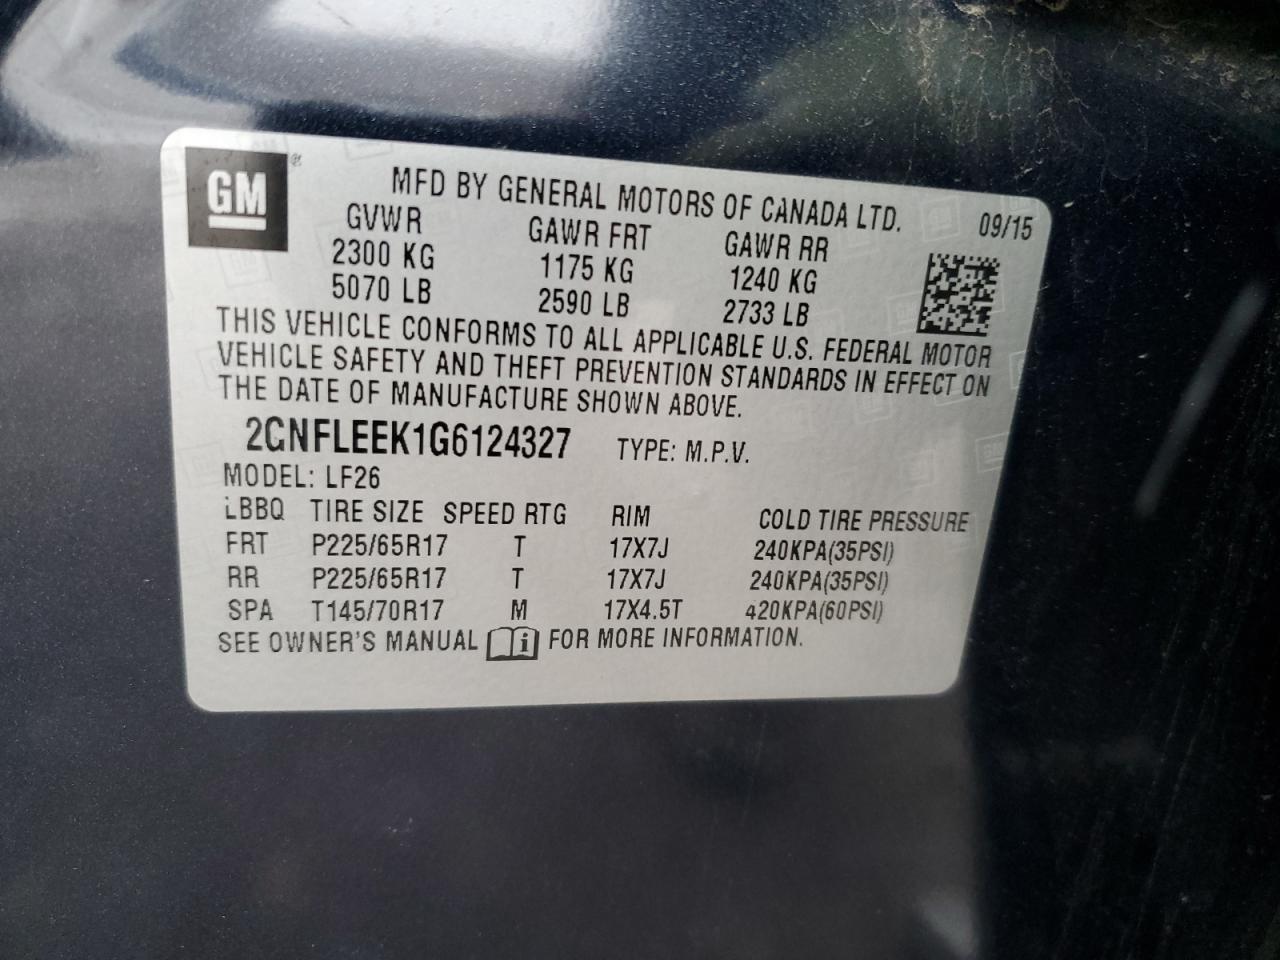 GM ®
MFD BY GENERAL MOTORS OF CANADA LTD. 09/15
GVWR GAWR FRT GAWR RR
2300 KG 1175 KG 1240 KG
5070 LB 2590 LB 2733 LB
THIS VEHICLE CONFORMS TO ALL APPLICABLE U.S. FEDERAL MOTOR
VEHICLE SAFETY AND THEFT PREVENTION STANDARDS IN EFFECT ON
THE DATE OF MANUFACTURE SHOWN ABOVE.
2GNFLEEK1G6124327 TYPE: M.P.V.
MODEL: LF26
LBBQ TIRE SIZE SPEED RTG RIM COLD TIRE PRESSURE
FRT P225/65R17 T 17X7J 240KPA(35PSI)
RR P225/65R17 T 17X7J 240KPA(35PSI)
SPA T145/70R17 M 17X4.5T 420KPA(60PSI)
SEE OWNER'S MANUAL i FOR MORE INFORMATION.